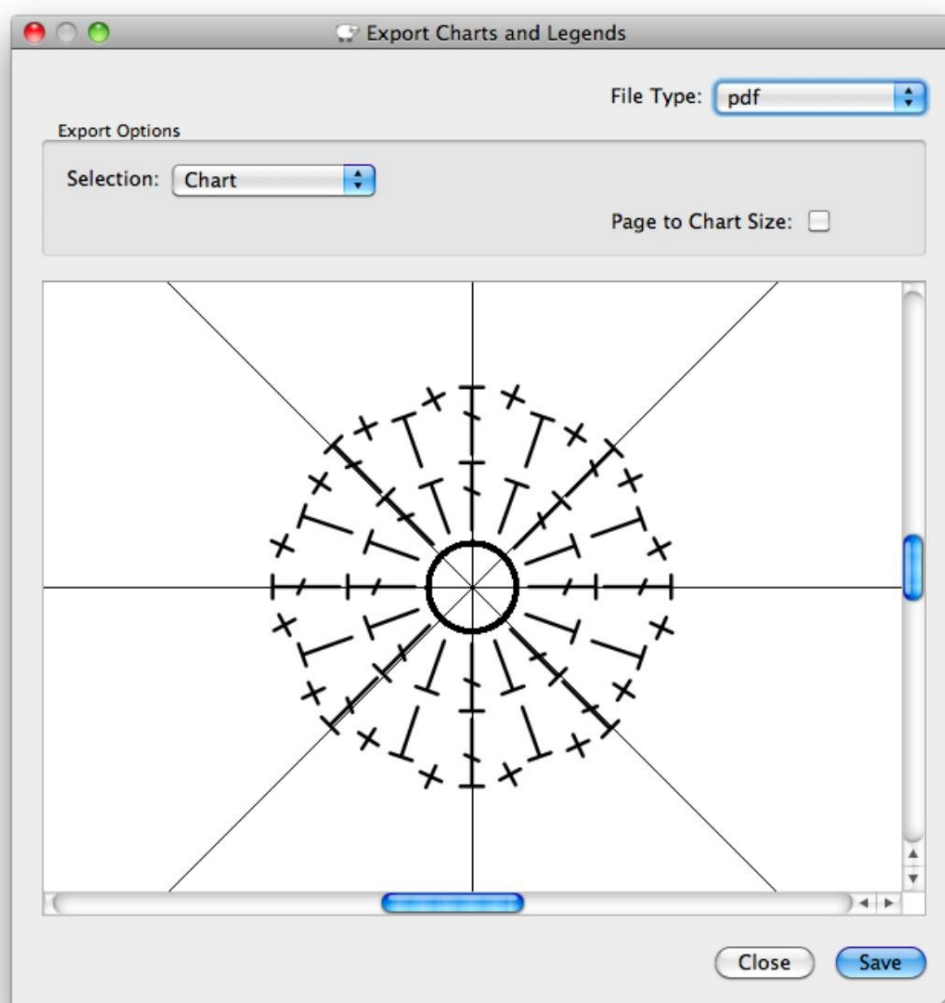 Export Charts and Legends
File Type: pdf
Export Options
Selection: Chart
Page to Chart Size:
Close Save